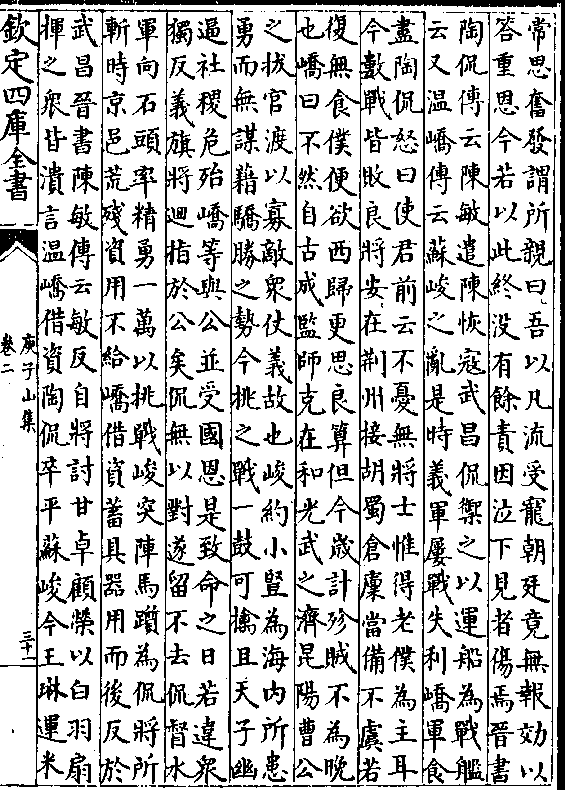 常思奮發謂所親曰吾以凡流受寵朝廷竟無報効以
答重恩今若以此終没有餘責因泣下見者傷焉晉書
陶侃傳云陳敏遣陳恢寇武昌侃禦之以運船為戰艦
云又温嶠傳云蘇峻之亂是時義軍屢戰失利嶠軍食
盡陶侃怒曰使君前云不憂無將士惟得老僕為主耳
今數戰皆敗良將安在荆州接胡蜀倉廩當備不虞若
復無食僕便欲西歸更思良算但今歲計殄賊不為晚
也嶠曰不然自古成監師克在和光武之濟昆陽曹公
之拔官渡以寡敵衆仗義故也峻約小豎為海内所患
勇而無謀藉驕勝之勢今挑之戰一鼓可擒且天子幽
逼社稷危殆嶠等與公並受國恩是致命之日若違衆
獨反義旗將迴指於公矣侃無以對遂留不去侃督水
軍向石頭率精勇一萬以挑戰峻突陣馬躓為侃將所
斬時京邑荒殘資用不給嶠借資蓄具器用而後反於
武昌晉書陳敏傳云敏反自將討甘卓顧榮以白羽扇
揮之衆皆潰言温嶠借資陶侃卒平蘇峻今王琳運米
欽定四庫全書
庾子山集
卷二
三十一